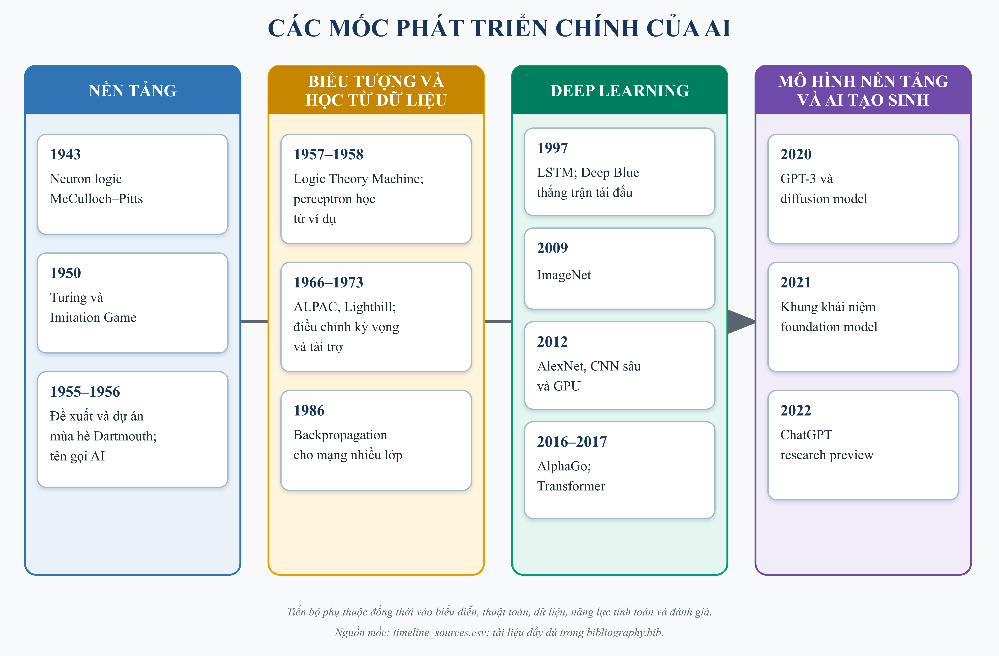 CÁC MỐC PHÁT TRIỂN CHÍNH CỦA AI
NỀN TẢNG
1943
Neuron logic
McCulloch–Pitts
1950
Turing và
Imitation Game
1955–1956
Đề xuất và dự án
mùa hè Dartmouth;
tên gọi AI
BIỂU TƯỢNG VÀ
HỌC TỪ DỮ LIỆU
1957–1958
Logic Theory Machine;
perceptron học
từ ví dụ
1966–1973
ALPAC, Lighthill;
điều chỉnh kỳ vọng
và tài trợ
1986
Backpropagation
cho mạng nhiều lớp
DEEP LEARNING
1997
LSTM; Deep Blue
thắng trận tái đấu
2009
ImageNet
2012
AlexNet, CNN sâu
và GPU
2016–2017
AlphaGo;
Transformer
MÔ HÌNH NỀN TẢNG
VÀ AI TẠO SINH
2020
GPT-3 và
diffusion model
2021
Khung khái niệm
foundation model
2022
ChatGPT
research preview
Tiến bộ phụ thuộc đồng thời vào biểu diễn, thuật toán, dữ liệu, năng lực tính toán và đánh giá.
Nguồn mốc: timeline_sources.csv; tài liệu đầy đủ trong bibliography.bib.